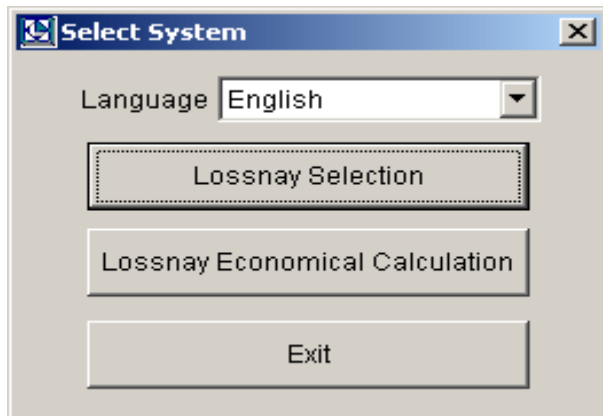 Select System
Language English
Lossnay Selection
Lossnay Economical Calculation
Exit